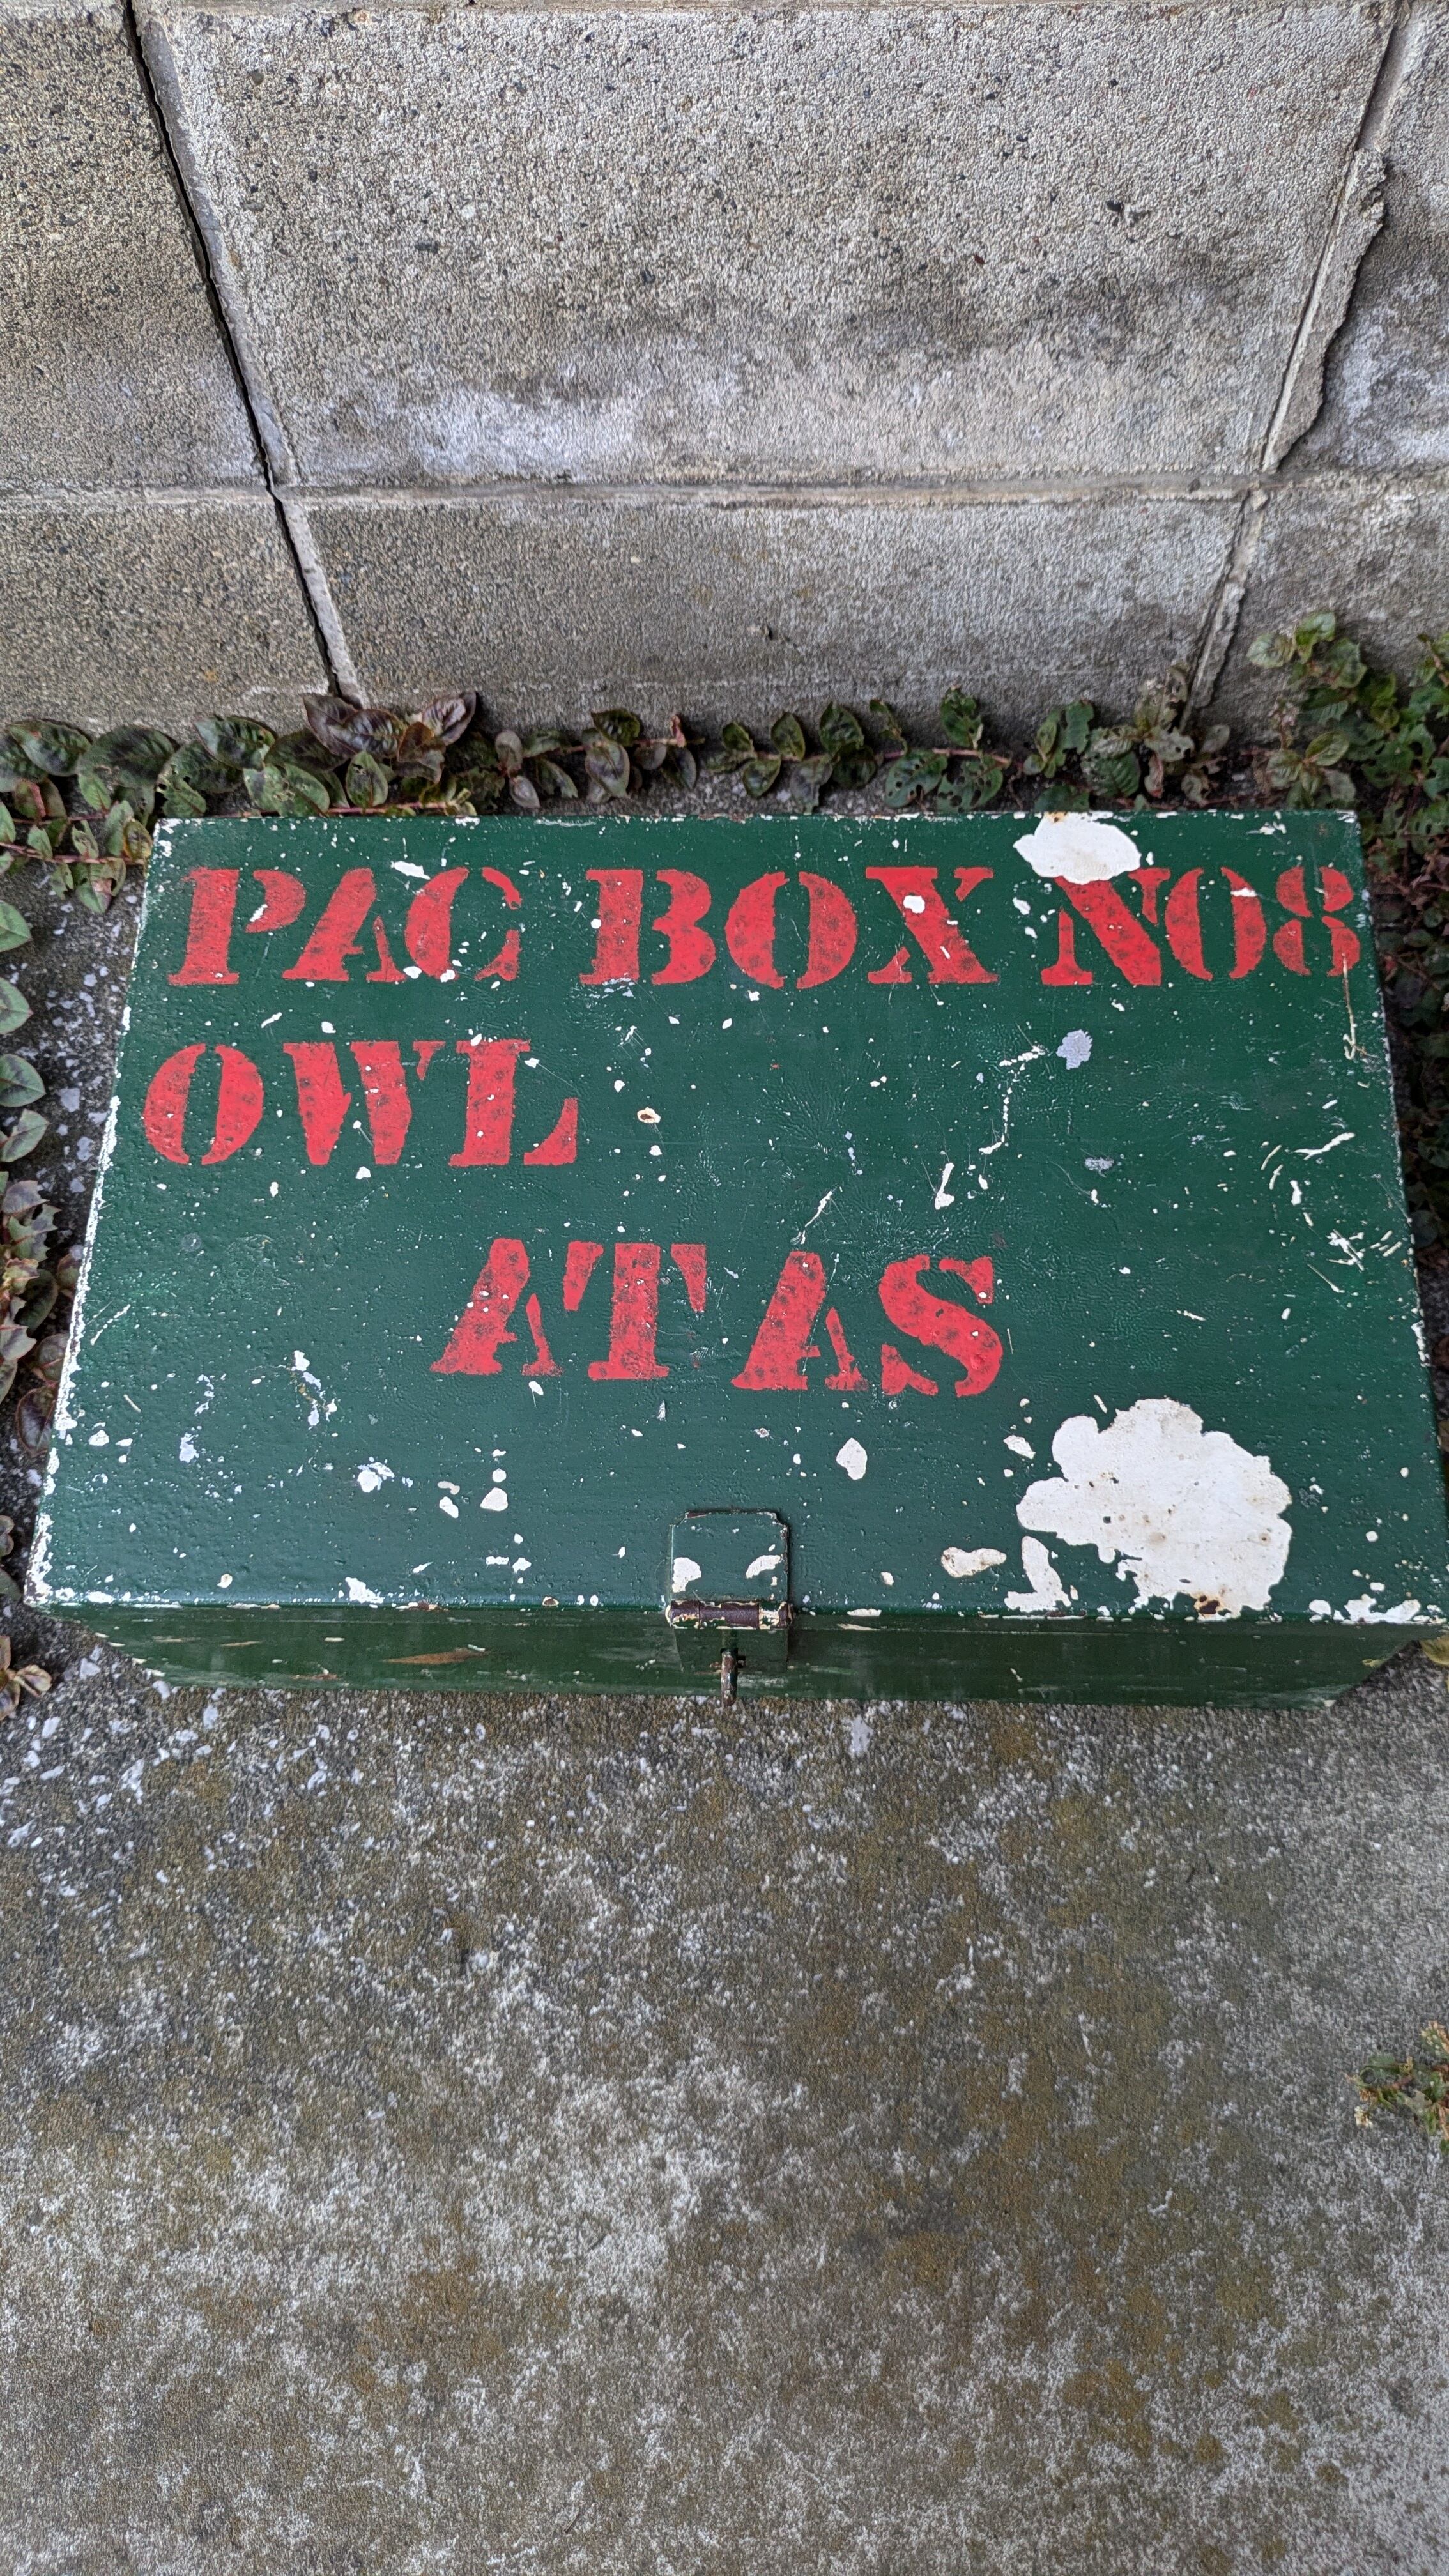 PAC BOX NO8
OWL
ATAS